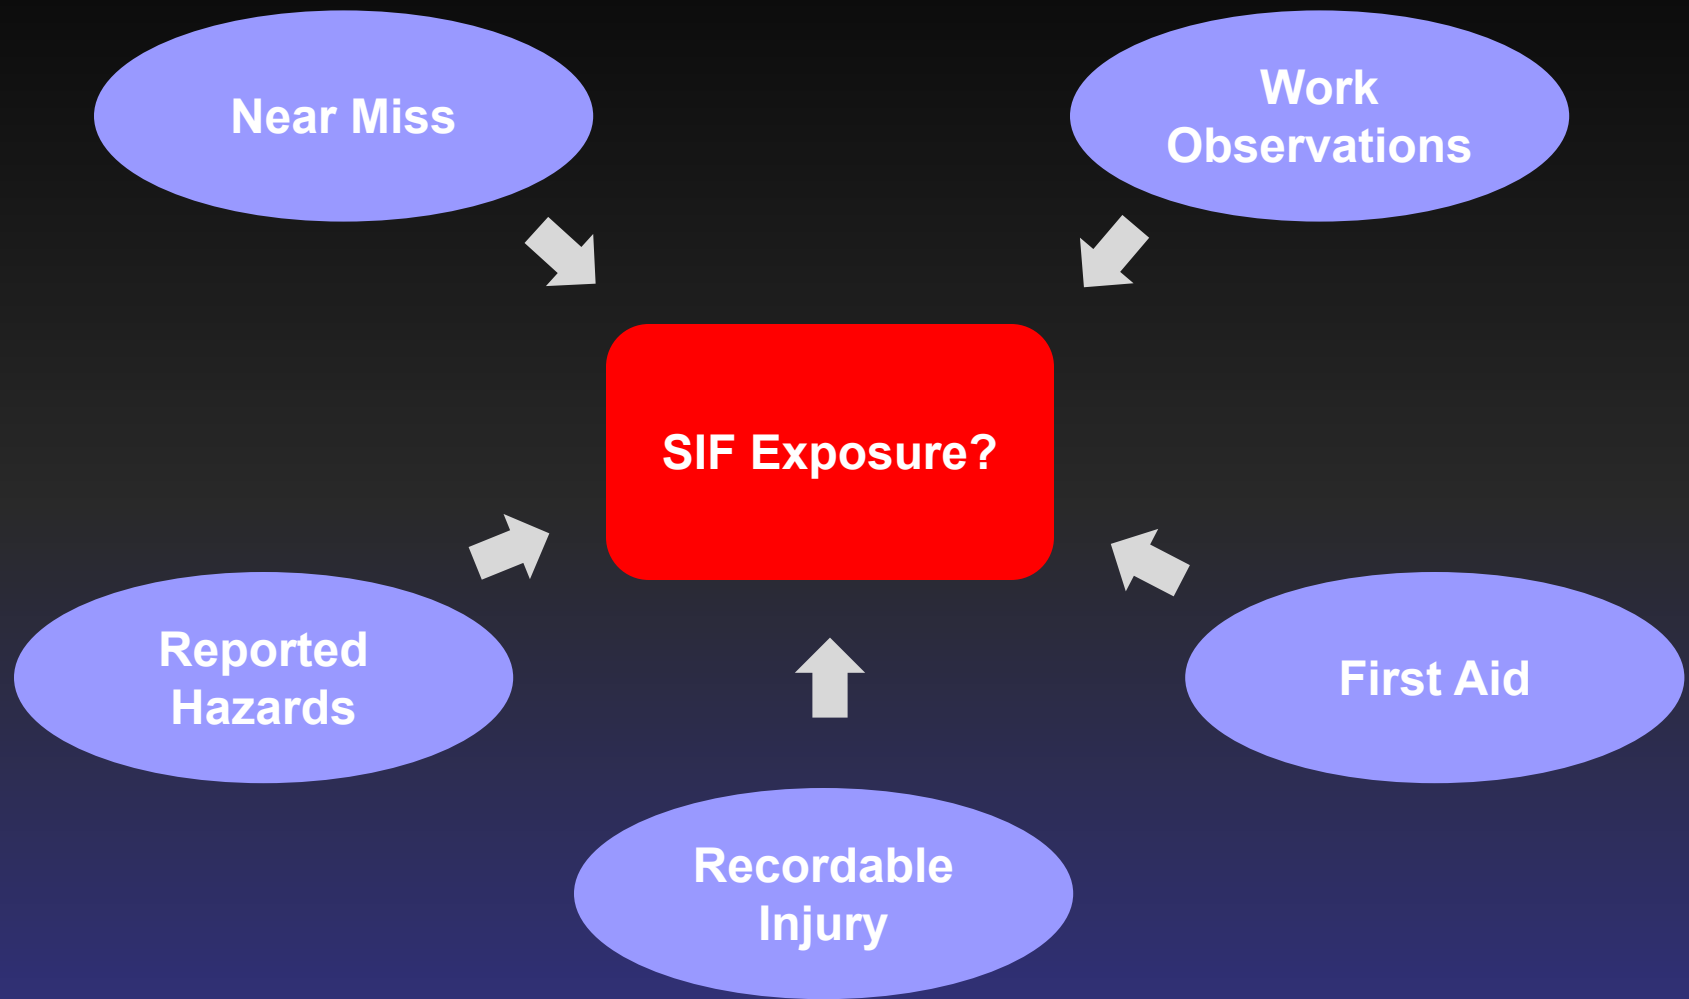 Near Miss
Work
Observations
SIF Exposure?
Reported
Hazards
First Aid
Recordable
Injury